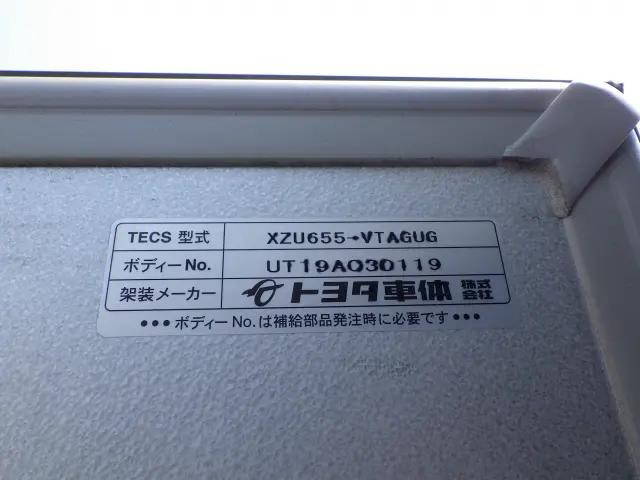 TECS 型式 XZU655-VTAGUG
ボディーNo. UT19A030119
架装メーカー トヨタ車体 株式会社
•••ボディーNo.は補給部品発注時に必要です•••